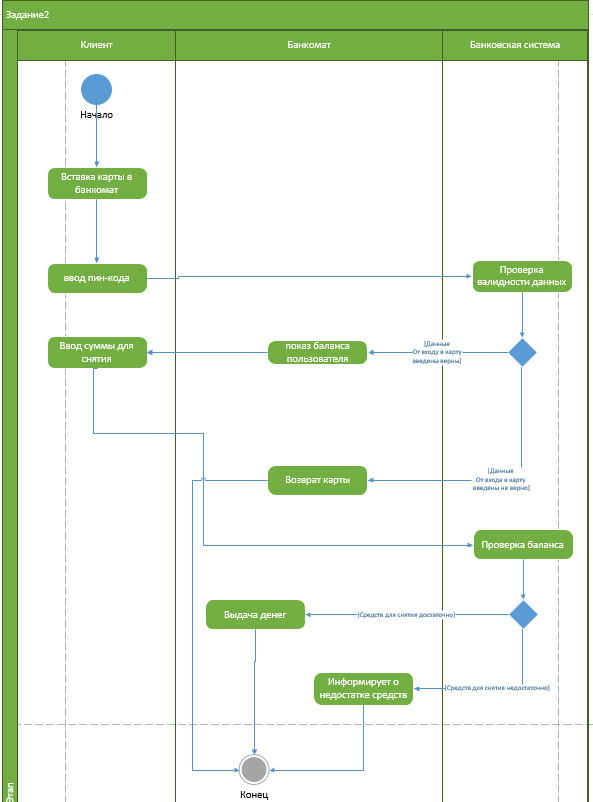 Задание2
Клиент
Банкомат
Банковская система
Начало
Вставка карты в
банкомат
ввод пин-кода
Проверка
валидности данных
Ввод суммы для
снятия
показ баланса
пользователя
[Данные
От входу в карту
введены верны]
Возврат карты
[Данные
От входа в карту
введены не верно]
Проверка баланса
Выдача денег
[Средств для снятия достаточно]
Информирует о
недостатке средств
[Средств для снятия недостаточно]
Этап
Конец